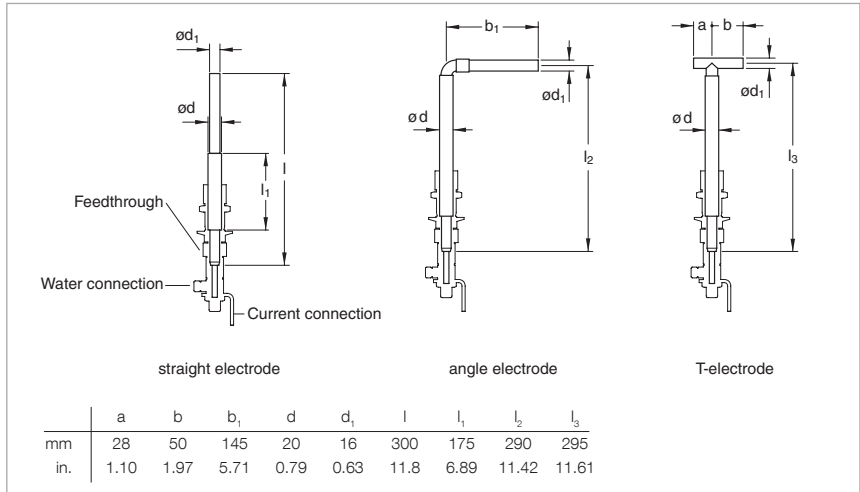 ød₁
ød
l
l₁
Feedthrough
Water connection
Current connection
straight electrode
b₁
ød₁
ød
l₂
angle electrode
a b
ød₁
ød
l₃
T-electrode
a b b₁ d d₁ l l₁ l₂ l₃
mm 28 50 145 20 16 300 175 290 295
in. 1.10 1.97 5.71 0.79 0.63 11.8 6.89 11.42 11.61